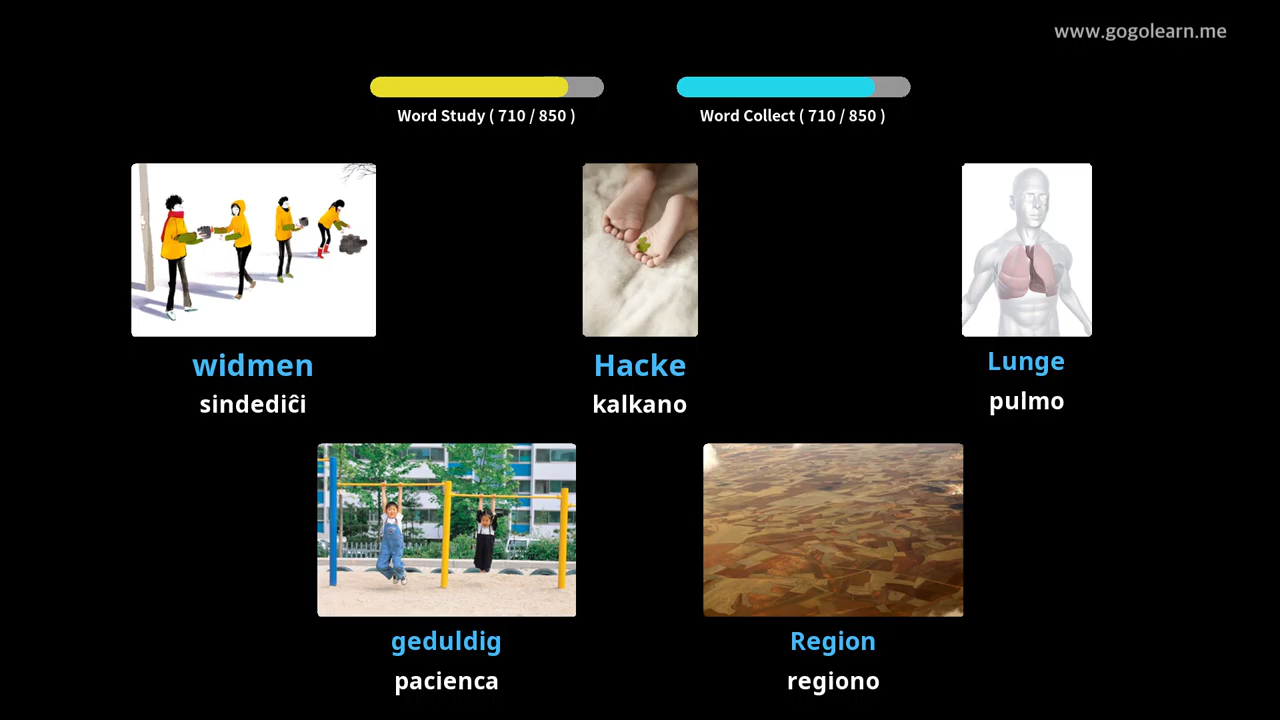 www.gogolearn.me
Word Study ( 710 / 850 )
Word Collect ( 710 / 850 )
widmen
sindediĉi
Hacke
kalkano
Lunge
pulmo
geduldig
pacienca
Region
regiono